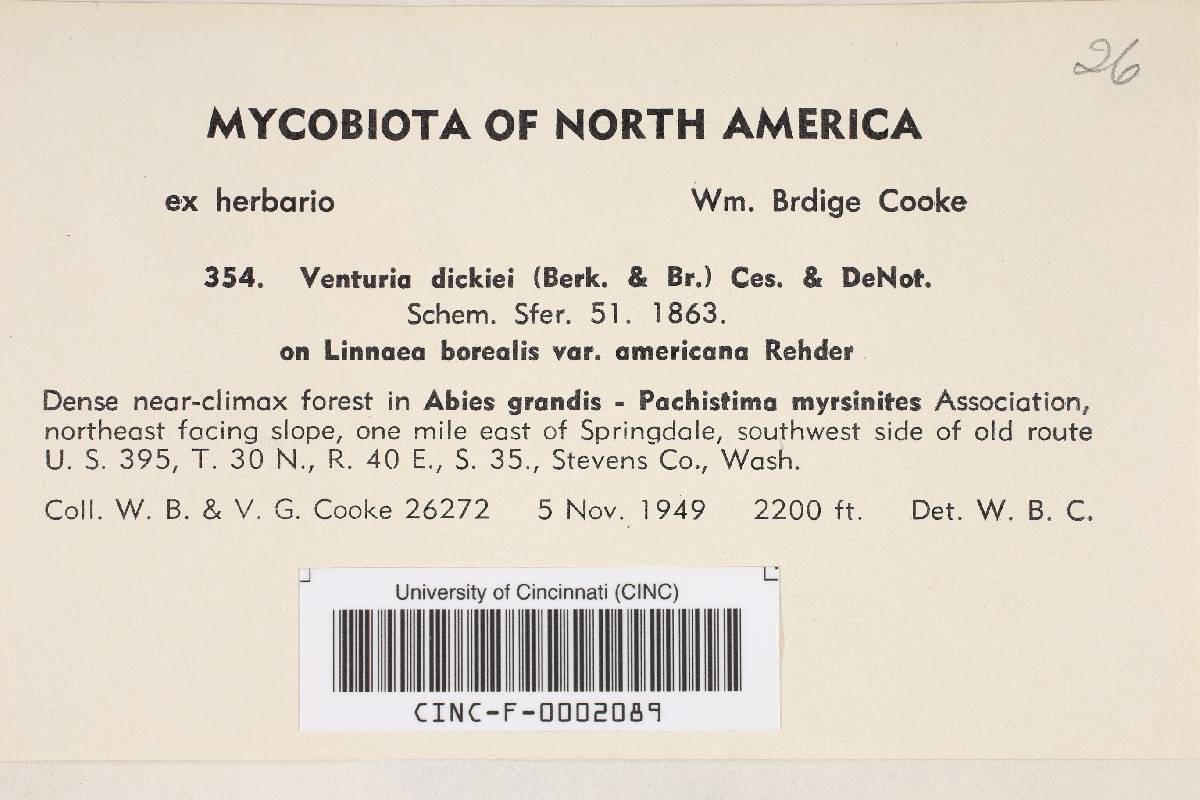 26
MYCOBIOTA OF NORTH AMERICA
ex herbario Wm. Brdige Cooke
354. Venturia dickiei (Berk. & Br.) Ces. & DeNot.
Schem. Sfer. 51. 1863.
on Linnaea borealis var. americana Rehder
Dense near-climax forest in Abies grandis - Pachistima myrsinites Association,
northeast facing slope, one mile east of Springdale, southwest side of old route
U. S. 395, T. 30 N., R. 40 E., S. 35., Stevens Co., Wash.
Coll. W. B. & V. G. Cooke 26272 5 Nov. 1949 2200 ft. Det. W. B. C.
University of Cincinnati (CINC)
CINC-F-0002089